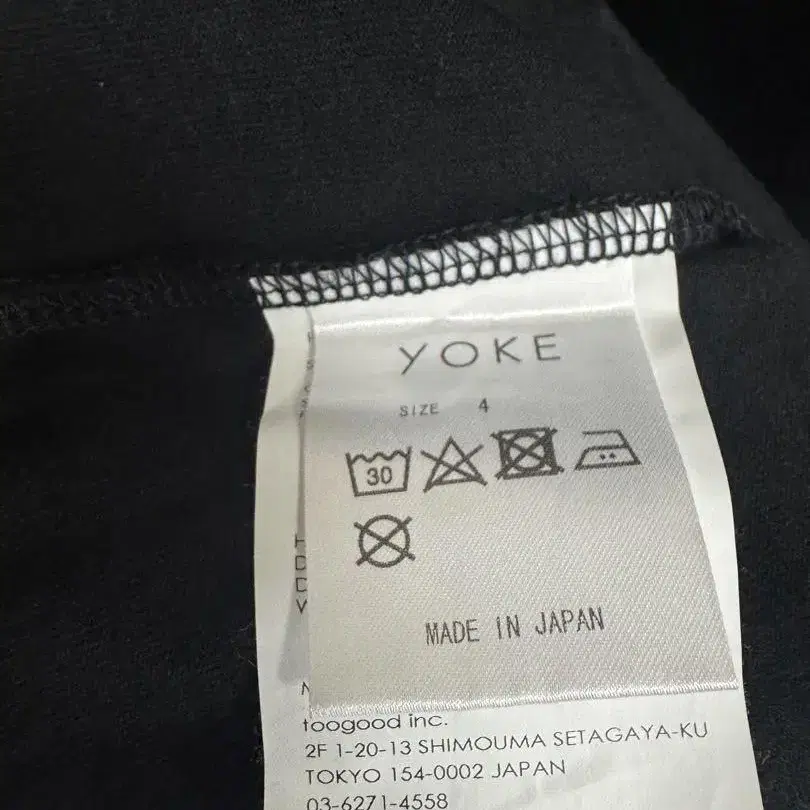 YOKE
SIZE 4
30
MADE IN JAPAN
toogood inc.
2F 1-20-13 SHIMOUMA SETAGAYA-KU
TOKYO 154-0002 JAPAN
03-6271-4558